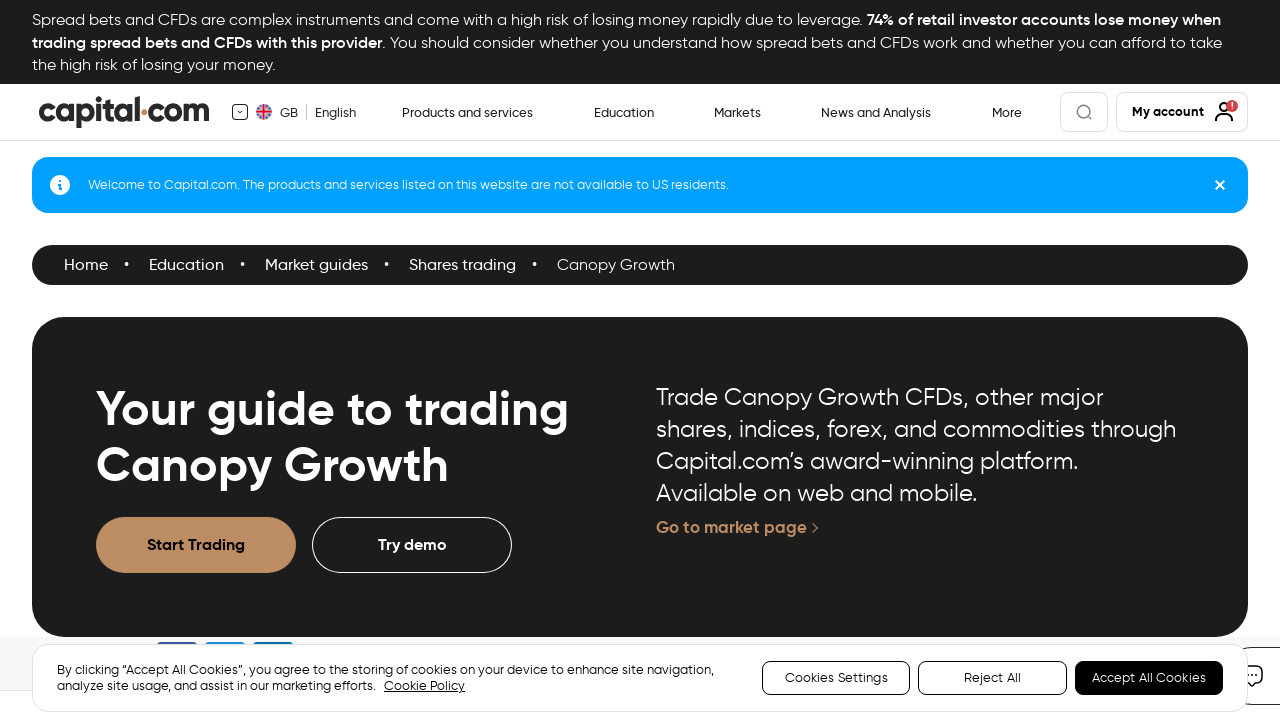 Spread bets and CFDs are complex instruments and come with a high risk of losing money rapidly due to leverage. 74% of retail investor accounts lose money when
trading spread bets and CFDs with this provider. You should consider whether you understand how spread bets and CFDs work and whether you can afford to take
the high risk of losing your money.
capital.com GB English Products and services Education Markets News and Analysis More My account
Welcome to Capital.com. The products and services listed on this website are not available to US residents.
Home • Education • Market guides • Shares trading • Canopy Growth
Your guide to trading
Canopy Growth
Start Trading Try demo
Trade Canopy Growth CFDs, other major
shares, indices, forex, and commodities through
Capital.com’s award-winning platform.
Available on web and mobile.
Go to market page
By clicking “Accept All Cookies”, you agree to the storing of cookies on your device to enhance site navigation,
analyze site usage, and assist in our marketing efforts. Cookie Policy
Cookies Settings Reject All Accept All Cookies